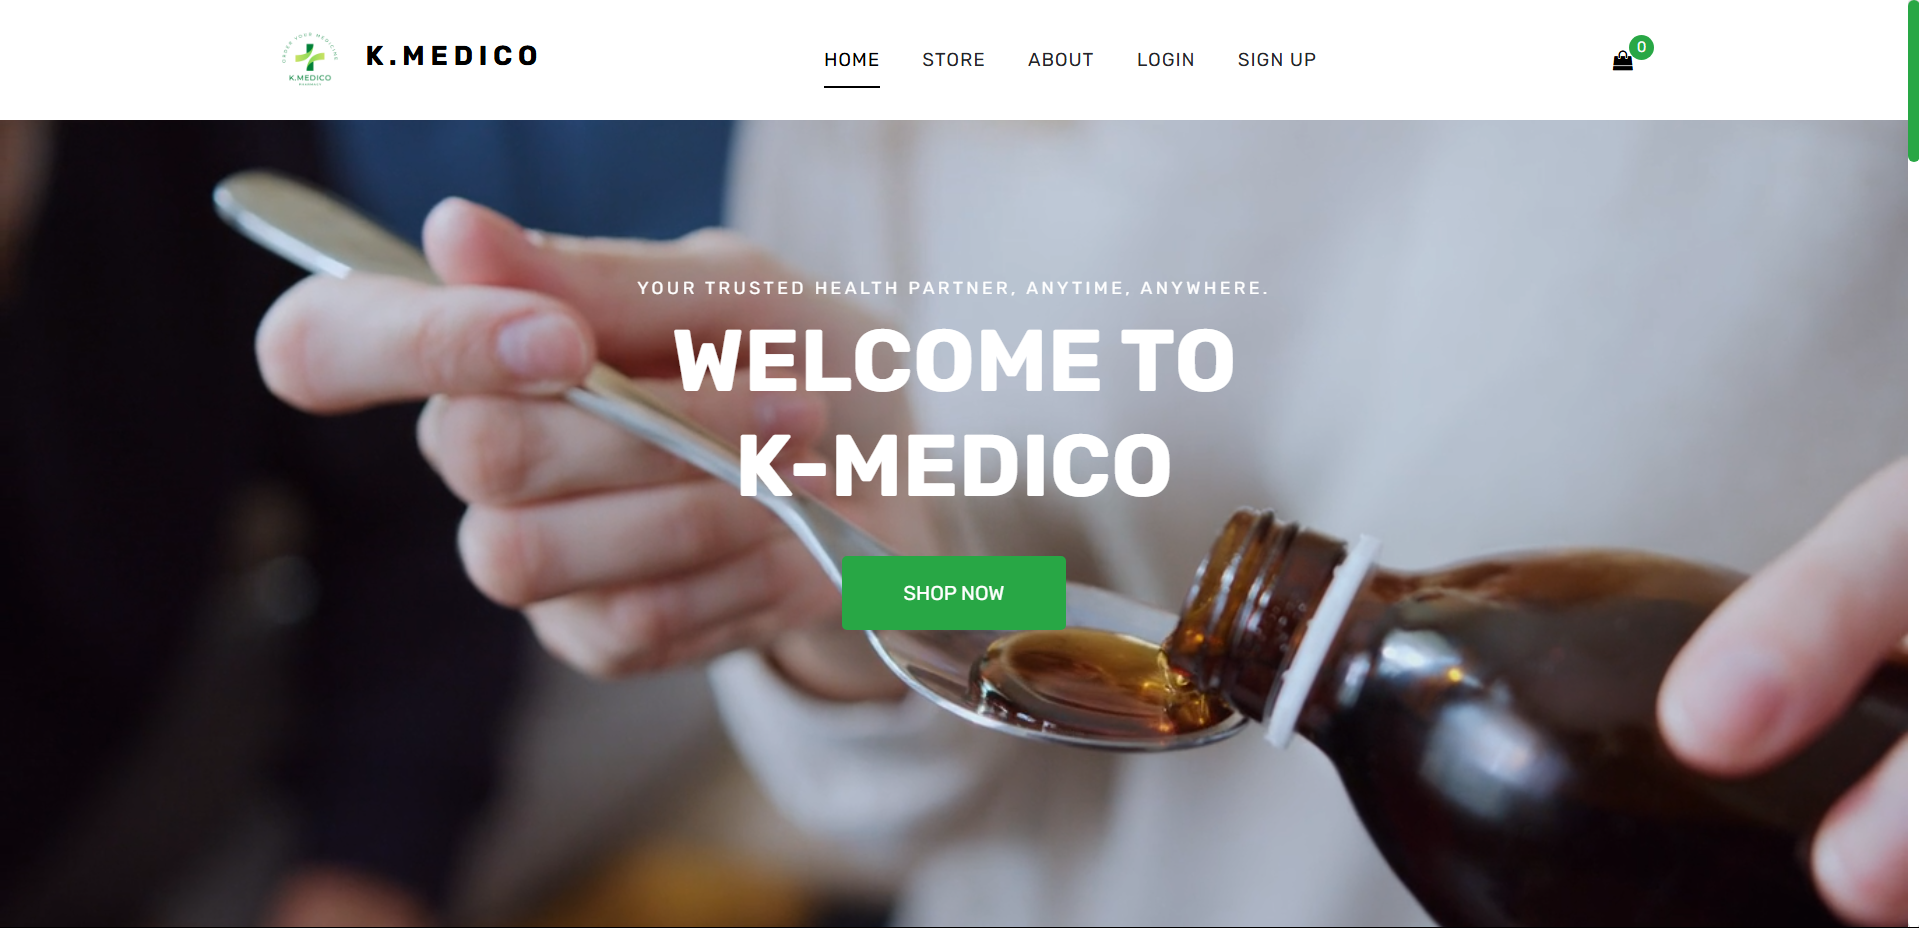 ORDER YOUR MEDICINE
K.MEDICO
PHARMACY
K.MEDICO
HOME
STORE
ABOUT
LOGIN
SIGN UP
0
YOUR TRUSTED HEALTH PARTNER, ANYTIME, ANYWHERE.
WELCOME TO
K-MEDICO
SHOP NOW